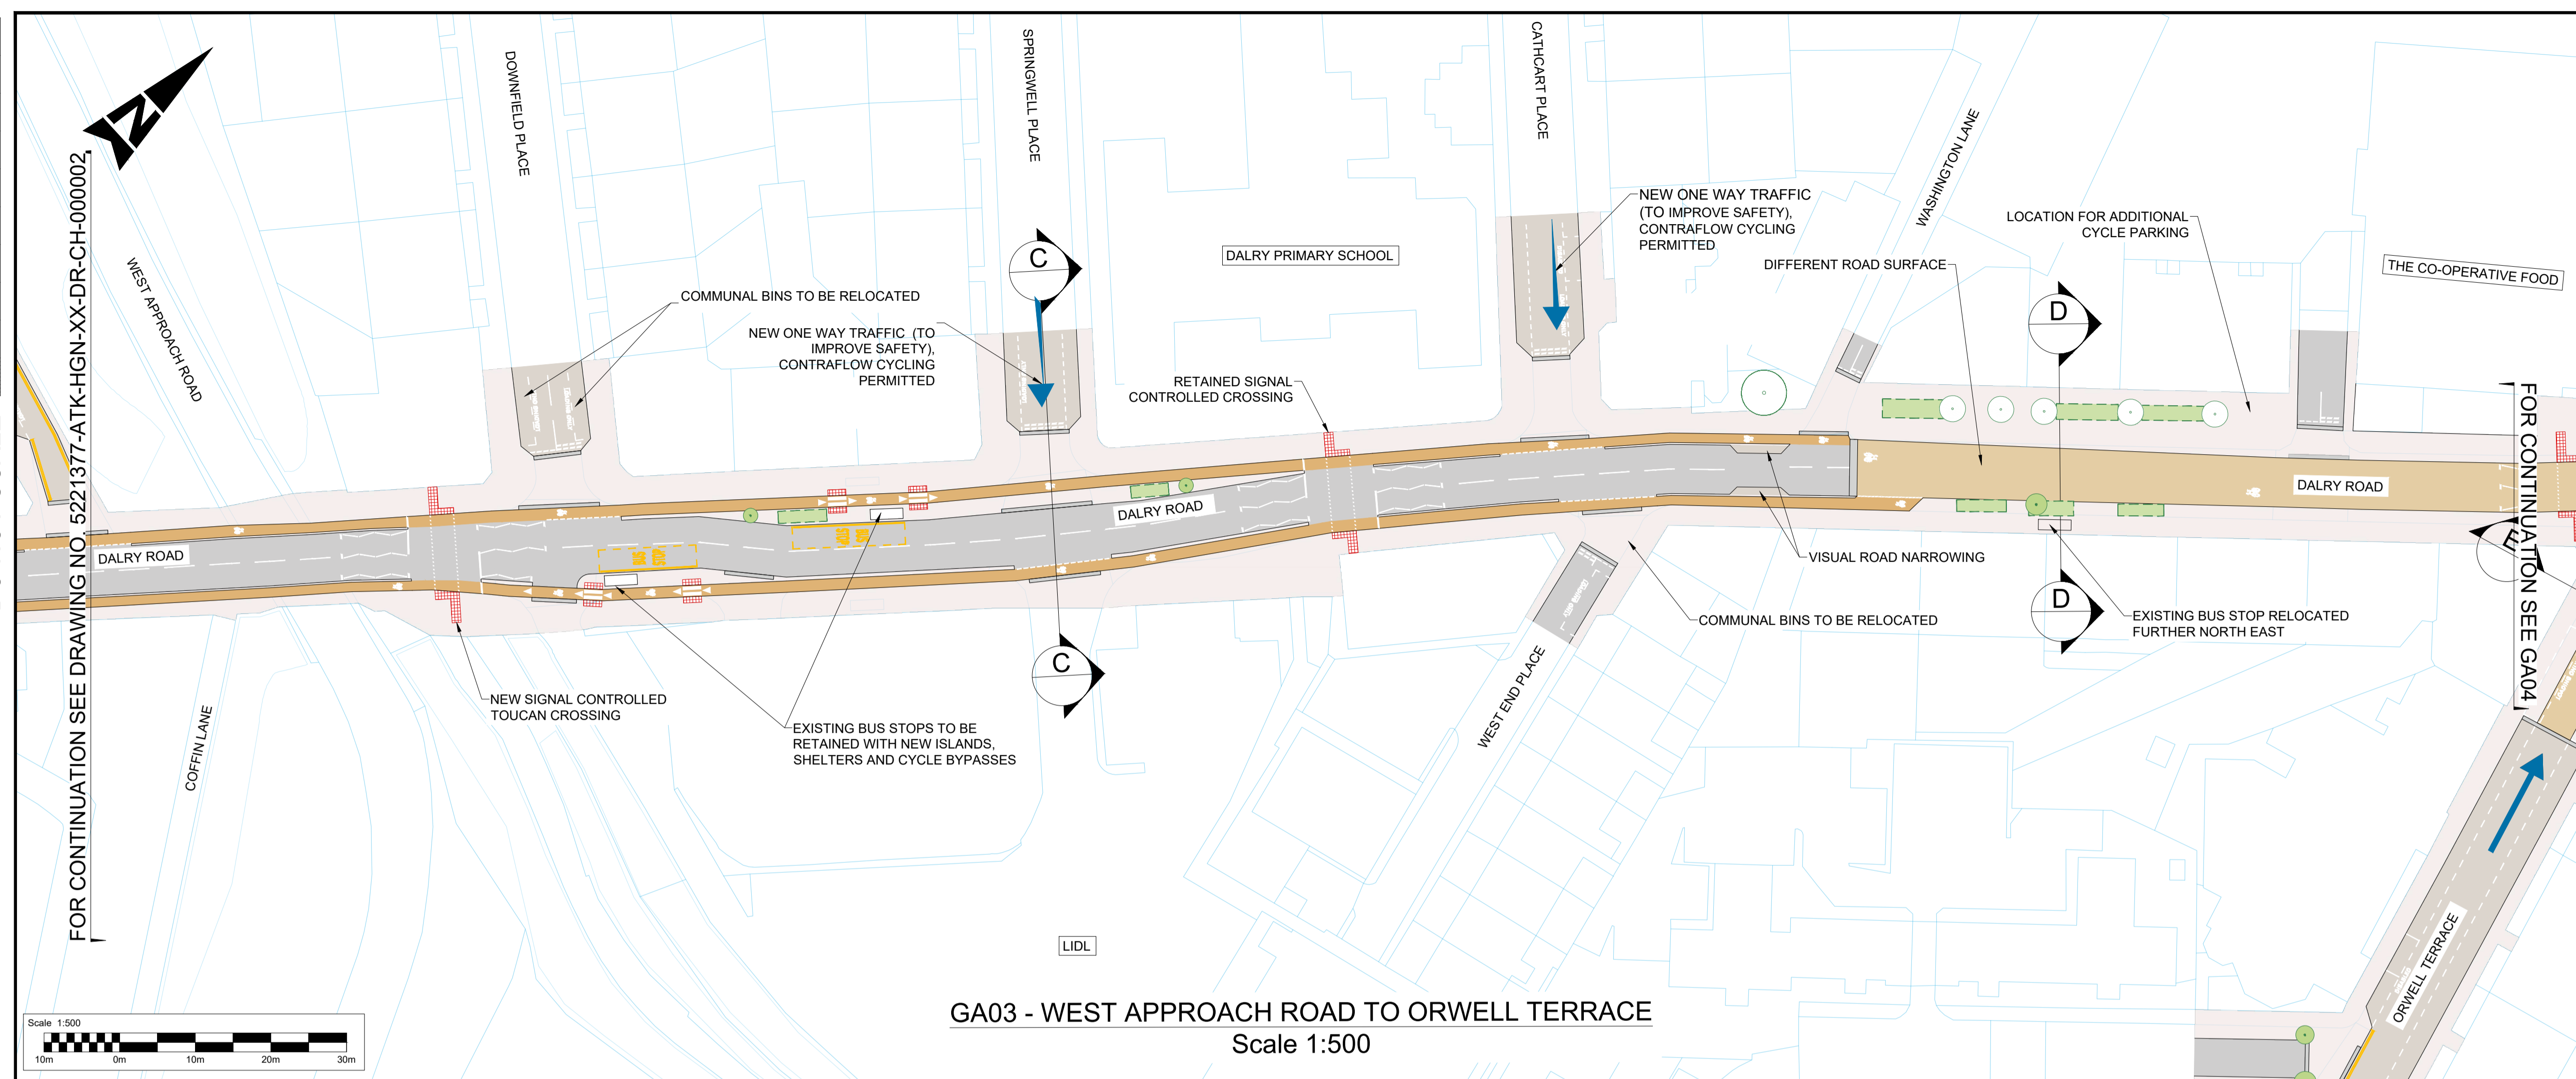 FOR CONTINUATION SEE DRAWING NO. 5221377-ATK-HGN-XX-DR-CH-000002
N
WEST APPROACH ROAD
DOWNFIELD PLACE
SPRINGWELL PLACE
CATHCART PLACE
WASHINGTON LANE
NEW ONE WAY TRAFFIC
(TO IMPROVE SAFETY),
CONTRAFLOW CYCLING
PERMITTED
LOCATION FOR ADDITIONAL
CYCLE PARKING
DALRY PRIMARY SCHOOL
DIFFERENT ROAD SURFACE
THE CO-OPERATIVE FOOD
C
D
COMMUNAL BINS TO BE RELOCATED
NEW ONE WAY TRAFFIC (TO
IMPROVE SAFETY),
CONTRAFLOW CYCLING
PERMITTED
RETAINED SIGNAL
CONTROLLED CROSSING
FOR CONTINUATION SEE GA04
DALRY ROAD
DALRY ROAD
DALRY ROAD
BUS STOP
BUS STOP
E
VISUAL ROAD NARROWING
COMMUNAL BINS TO BE RELOCATED
D
EXISTING BUS STOP RELOCATED
FURTHER NORTH EAST
C
NEW SIGNAL CONTROLLED
TOUCAN CROSSING
EXISTING BUS STOPS TO BE
RETAINED WITH NEW ISLANDS,
SHELTERS AND CYCLE BYPASSES
COFFIN LANE
WEST END PLACE
LIDL
ORWELL TERRACE
GA03 - WEST APPROACH ROAD TO ORWELL TERRACE
Scale 1:500
Scale 1:500
10m 0m 10m 20m 30m